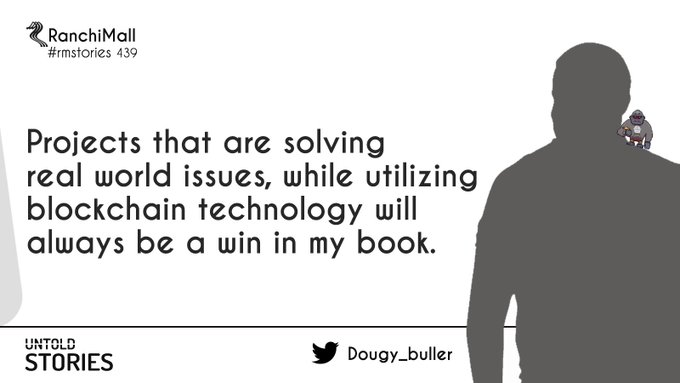 RanchiMall
#rmstories 439
Projects that are solving
real world issues, while utilizing
blockchain technology will
always be a win in my book.
UNTOLD
STORIES
Dougy_buller